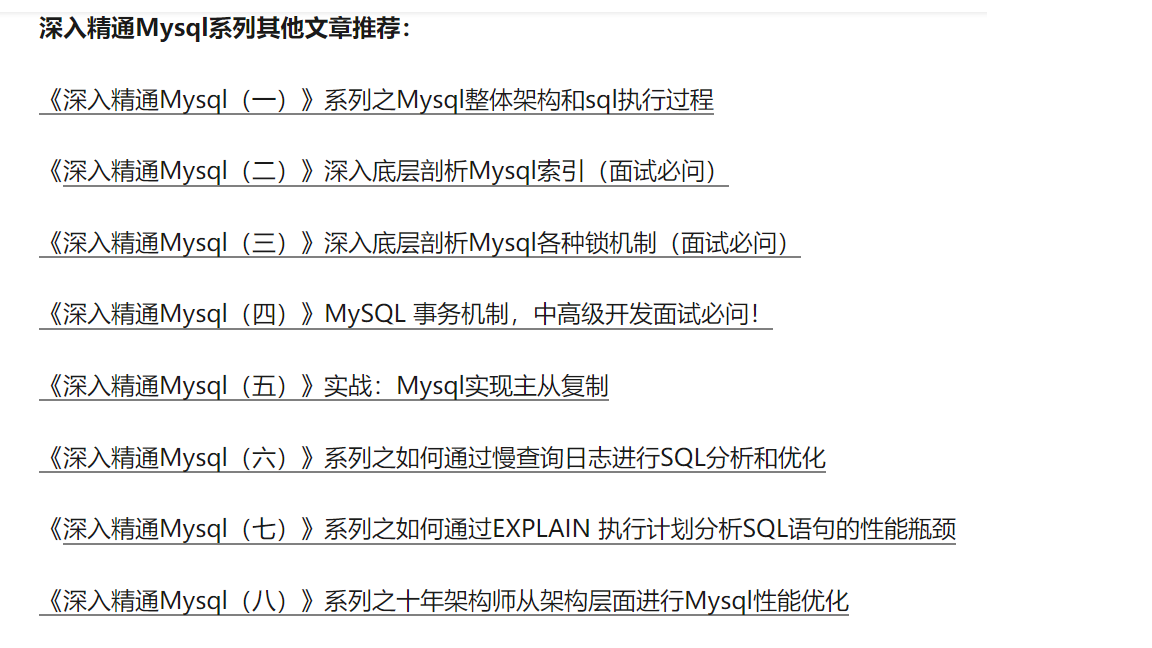 深入精通Mysql系列其他文章推荐：
《深入精通Mysql（一）》系列之Mysql整体架构和sql执行过程
《深入精通Mysql（二）》深入底层剖析Mysql索引（面试必问）
《深入精通Mysql（三）》深入底层剖析Mysql各种锁机制（面试必问）
《深入精通Mysql（四）》MySQL 事务机制，中高级开发面试必问！
《深入精通Mysql（五）》实战：Mysql实现主从复制
《深入精通Mysql（六）》系列之如何通过慢查询日志进行SQL分析和优化
《深入精通Mysql（七）》系列之如何通过EXPLAIN 执行计划分析SQL语句的性能瓶颈
《深入精通Mysql（八）》系列之十年架构师从架构层面进行Mysql性能优化